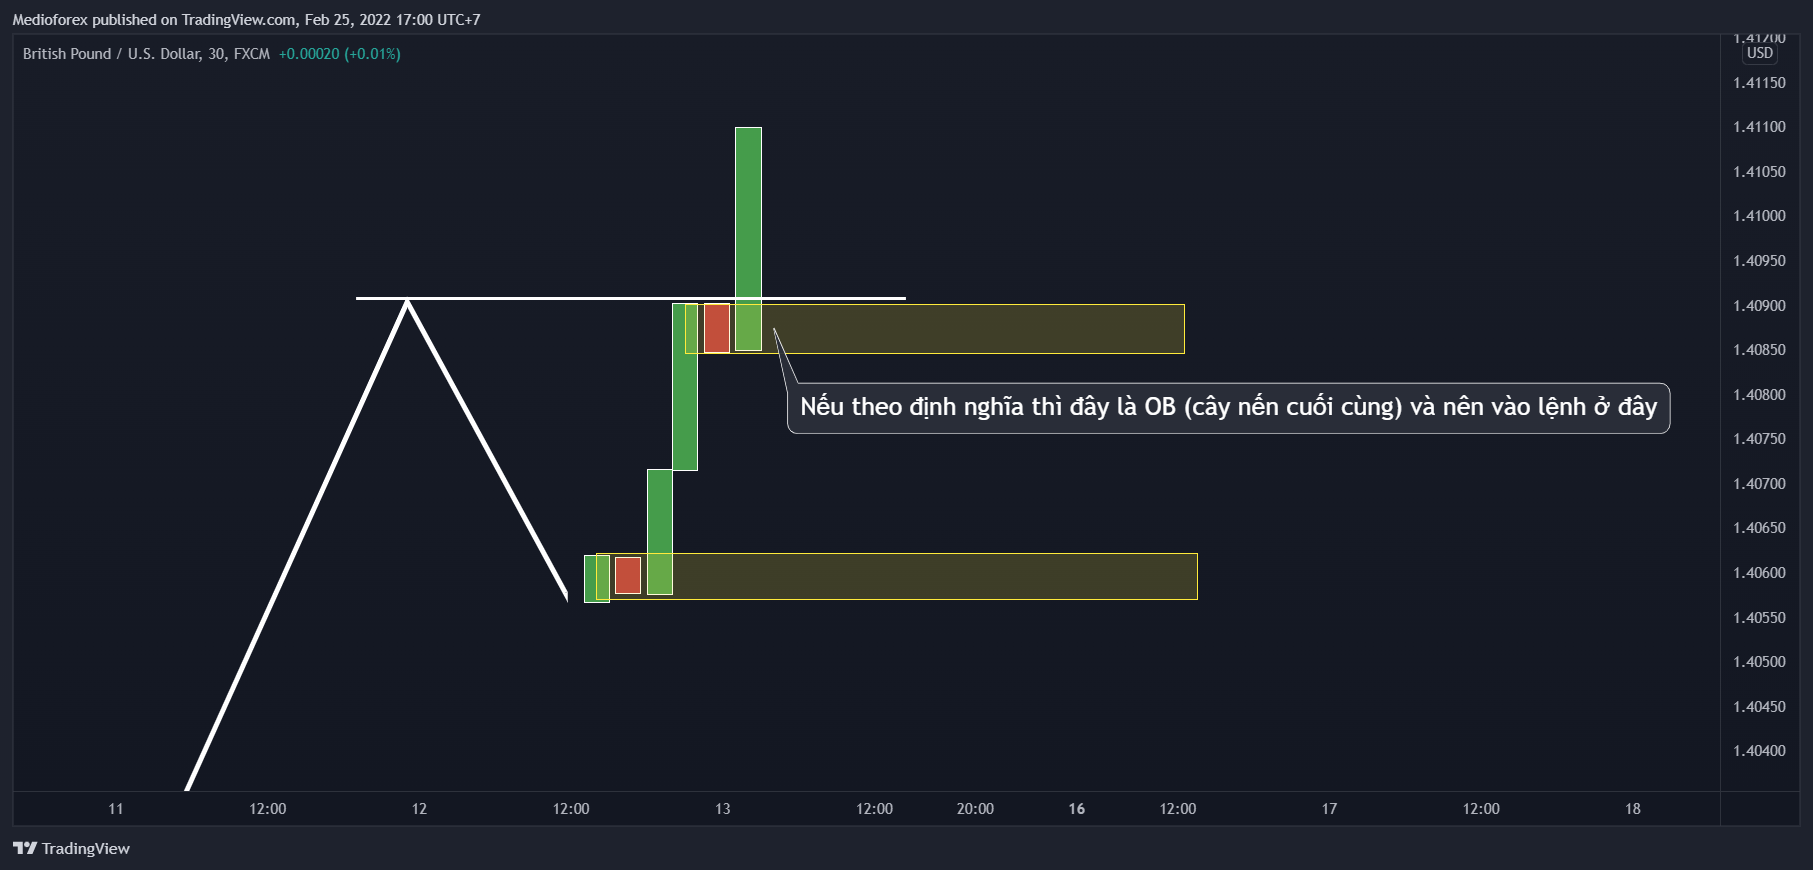 Medioforex published on TradingView.com, Feb 25, 2022 17:00 UTC+7
British Pound / U.S. Dollar, 30, FXCM +0.00020 (+0.01%)
1.41200
USD
1.41150
1.41100
1.41050
1.41000
1.40950
1.40900
1.40850
1.40800
1.40750
1.40700
1.40650
1.40600
1.40550
1.40500
1.40450
1.40400
Nếu theo định nghĩa thì đây là OB (cây nến cuối cùng) và nên vào lệnh ở đây
11 12:00 12 12:00 13 12:00 20:00 16 12:00 17 12:00 18
TradingView